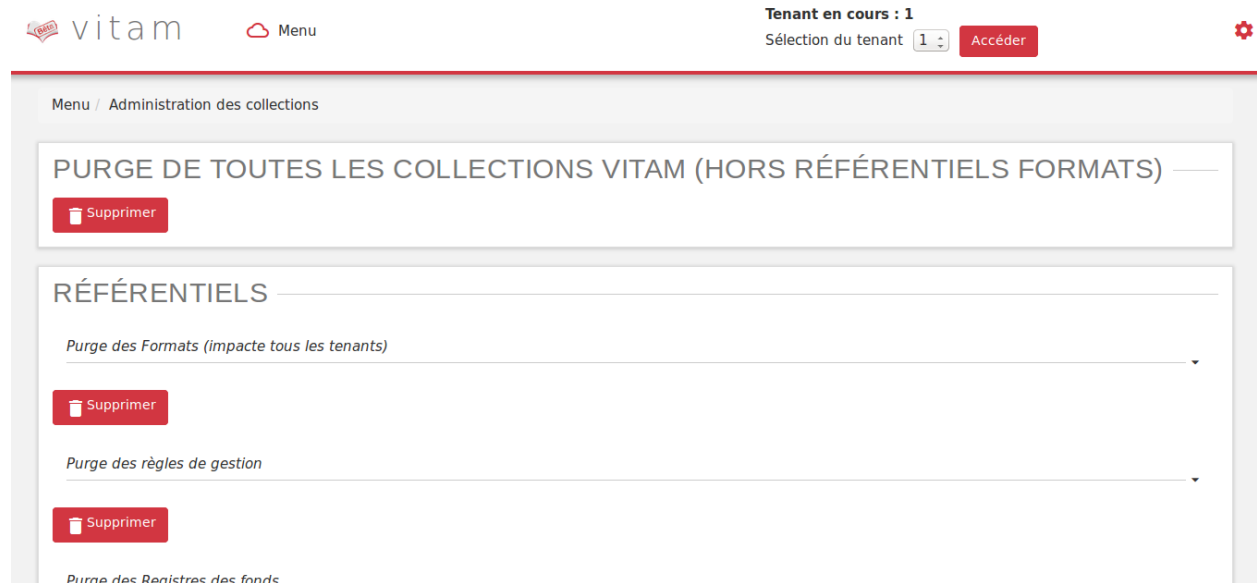 Bêta vitam
Menu
Tenant en cours : 1
Sélection du tenant 1 Accéder
Menu / Administration des collections
PURGE DE TOUTES LES COLLECTIONS VITAM (HORS RÉFÉRENTIELS FORMATS)
Supprimer
RÉFÉRENTIELS
Purge des Formats (impacte tous les tenants)
Supprimer
Purge des règles de gestion
Supprimer
Purge des Registres des fonds